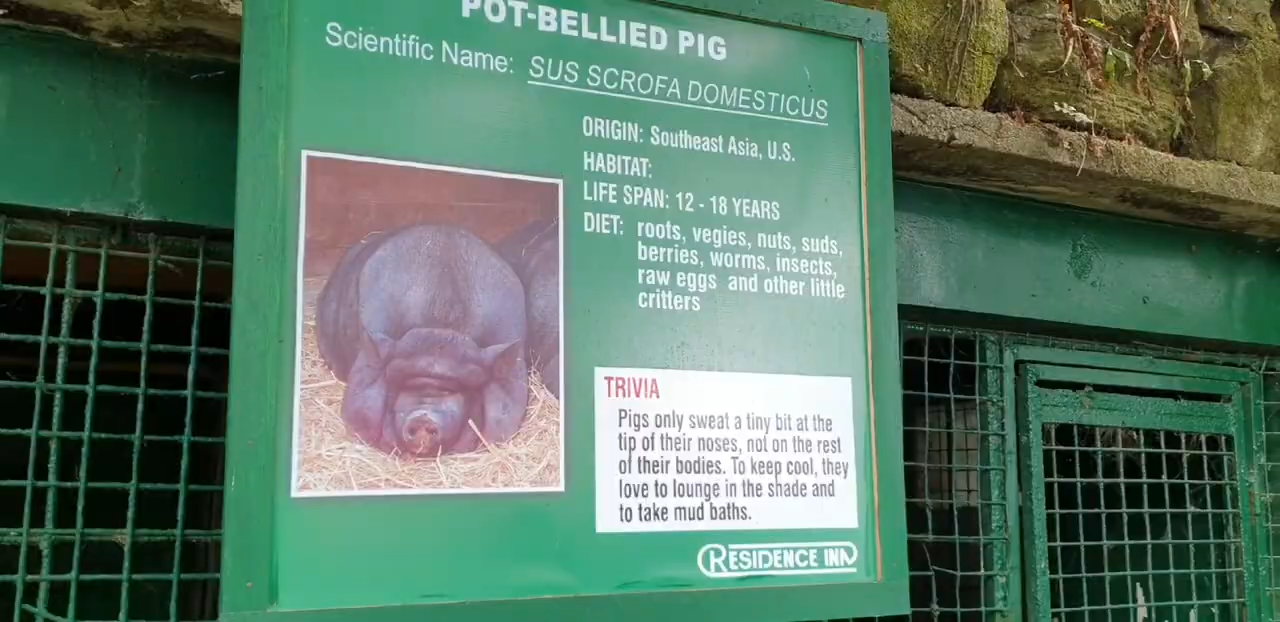 POT-BELLIED PIG
Scientific Name: SUS SCROFA DOMESTICUS
ORIGIN: Southeast Asia, U.S.
HABITAT:
LIFE SPAN: 12 - 18 YEARS
DIET: roots, vegies, nuts, suds,
berries, worms, insects,
raw eggs and other little
critters
TRIVIA
Pigs only sweat a tiny bit at the
tip of their noses, not on the rest
of their bodies. To keep cool, they
love to lounge in the shade and
to take mud baths.
RESIDENCE INN